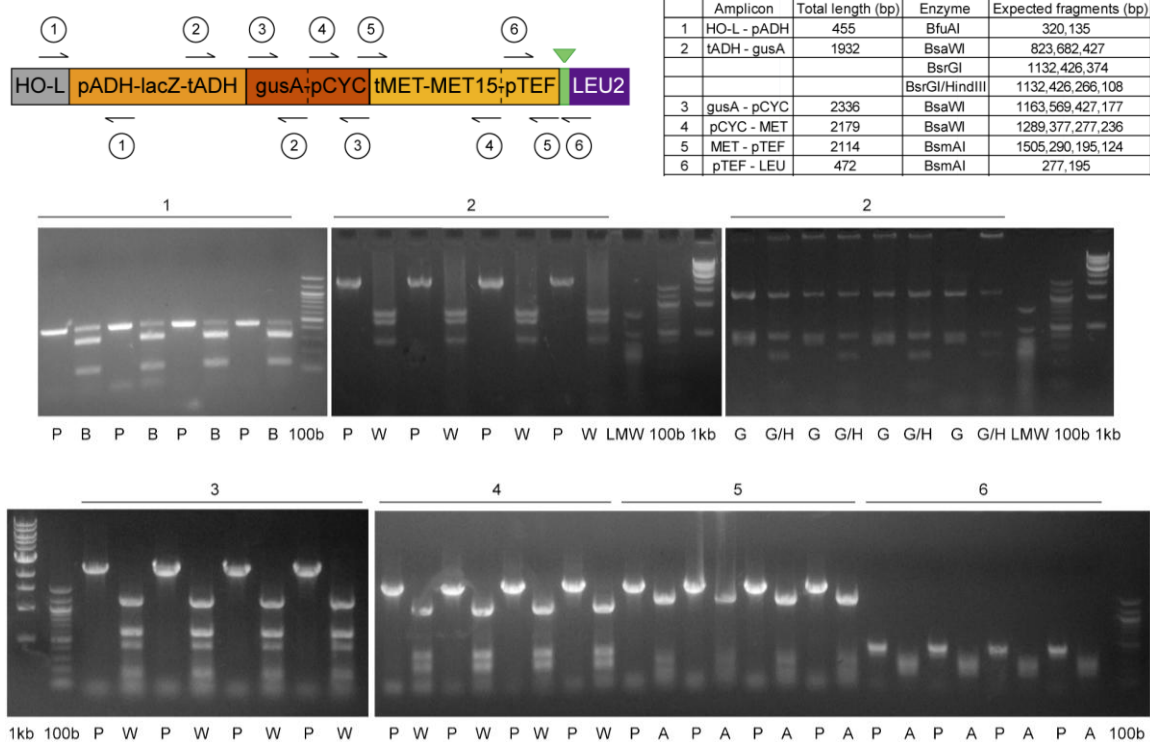 1 2 3 4 5 6
HO-L pADH-lacZ-tADH gusA-pCYC tMET-MET15-pTEF LEU2
1 2 3 4 5 6
Amplicon Total length (bp) Enzyme Expected fragments (bp)
1 HO-L - pADH 455 BfuAI 320,135
2 tADH - gusA 1932 BsaWI 823,682,427
BsrGI 1132,426,374
BsrGI/HindIII 1132,426,266,108
3 gusA - pCYC 2336 BsaWI 1163,569,427,177
4 pCYC - MET 2179 BsaWI 1289,377,277,236
5 MET - pTEF 2114 BsmAI 1505,290,195,124
6 pTEF - LEU 472 BsmAI 277,195
1 2 2
P B P B P B P B 100b P W P W P W P W LMW 100b 1kb G G/H G G/H G G/H G G/H LMW 100b 1kb
3 4 5 6
1kb 100b P W P W P W P W P W P W P W P W P A P A P A P A P A P A P A P A 100b